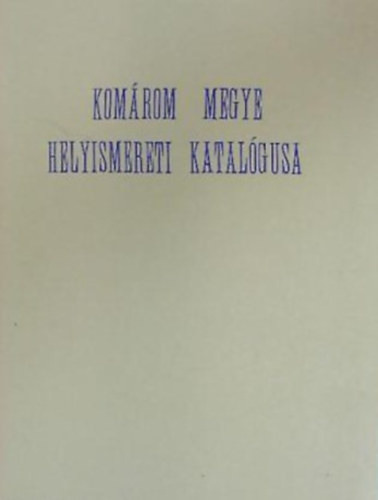 KOMÁROM MEGYE
HELYISMERETI KATALÓGUSA